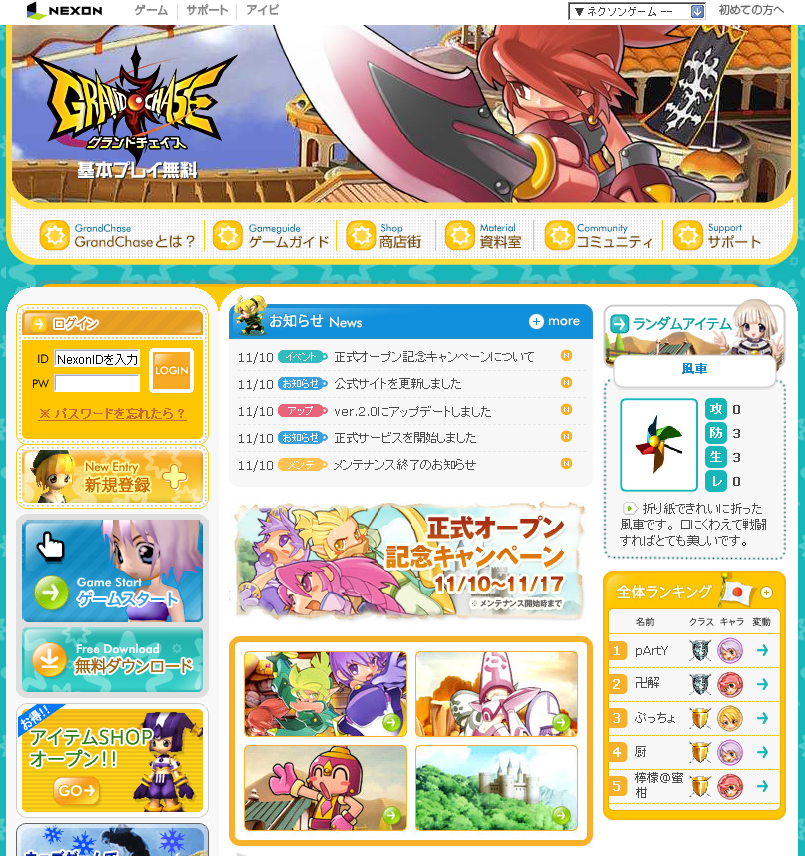 NEXON
ゲーム
サポート
アイピ
▼ ネクソンゲーム --
初めての方へ
GRAND CHASE
グランドチェイス
基本プレイ無料
GrandChase
GrandChaseとは？
Gameguide
ゲームガイド
Shop
商店街
Material
資料室
Community
コミュニティ
Support
サポート
ログイン
ID NexonIDを入力
LOGIN
PW
※ パスワードを忘れたら？
New Entry
新規登録
Game Start
ゲームスタート
Free Download
無料ダウンロード
お得!!
アイテムSHOP
オープン!!
GO
お知らせ News
more
11/10 イベント 正式オープン記念キャンペーンについて N
11/10 お知らせ 公式サイトを更新しました N
11/10 アップ ver.2.0にアップデートしました N
11/10 お知らせ 正式サービスを開始しました N
11/10 メンテ メンテナンス終了のお知らせ N
正式オープン
記念キャンペーン
11/10～11/17
※ メンテナンス開始時まで
ランダムアイテム
風車
攻 0
防 3
生 3
レ 0
折り紙できれいに折った
風車です。口にくわえて戦闘
すればとても美しいです。
全体ランキング
名前 クラス キャラ 変動
1 pArtY
2 卍解
3 ぷっちょ
4 厨
5 檸檬@蜜
柑